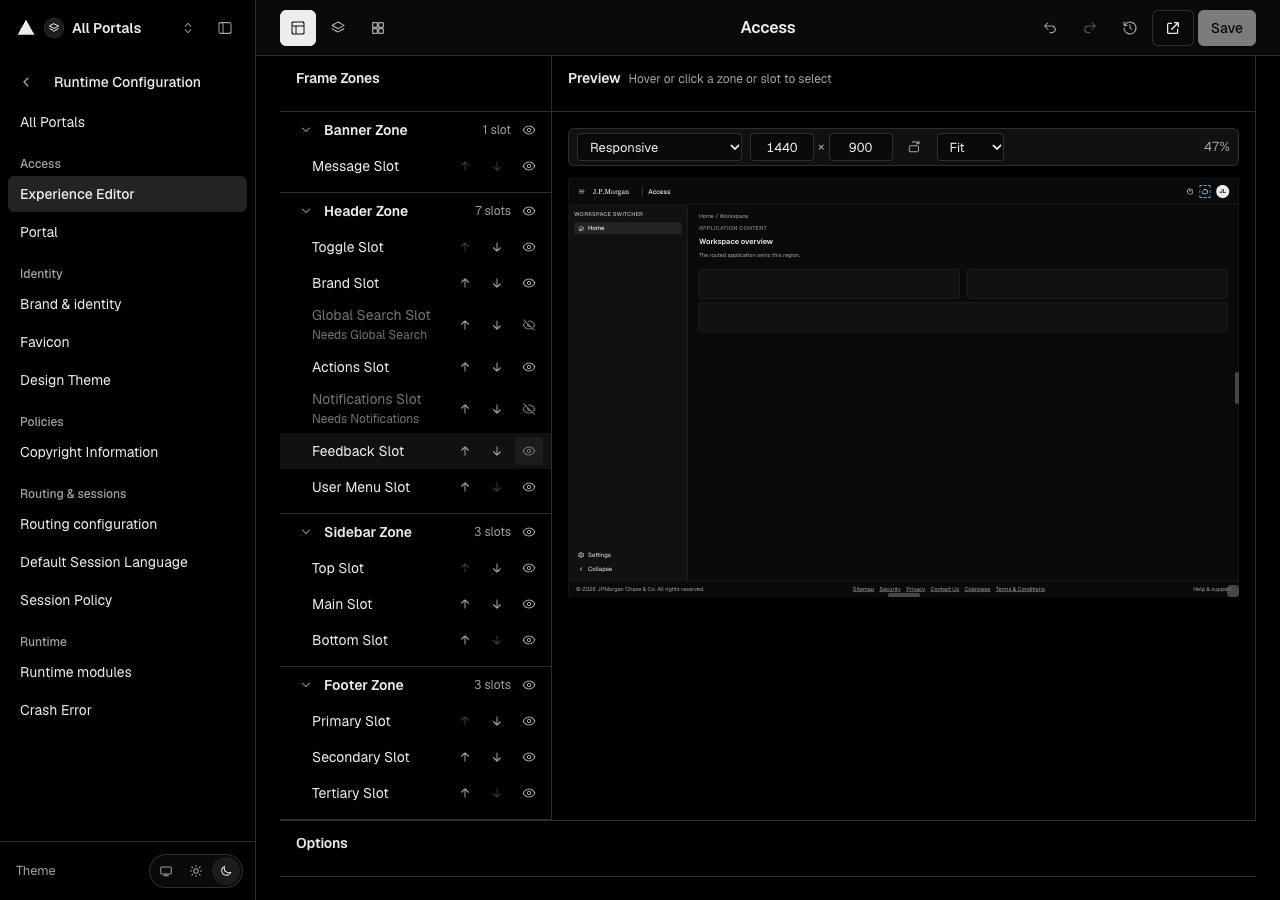 All Portals
Access
Save
Runtime Configuration
All Portals
Access
Experience Editor
Portal
Identity
Brand & identity
Favicon
Design Theme
Policies
Copyright Information
Routing & sessions
Routing configuration
Default Session Language
Session Policy
Runtime
Runtime modules
Crash Error
Theme
Frame Zones
Banner Zone 1 slot
Message Slot
Header Zone 7 slots
Toggle Slot
Brand Slot
Global Search Slot
Needs Global Search
Actions Slot
Notifications Slot
Needs Notifications
Feedback Slot
User Menu Slot
Sidebar Zone 3 slots
Top Slot
Main Slot
Bottom Slot
Footer Zone 3 slots
Primary Slot
Secondary Slot
Tertiary Slot
Preview Hover or click a zone or slot to select
Responsive 1440 × 900 Fit 47%
J.P.Morgan Access JL
WORKSPACE SWITCHER
Home
Home / Workspace
APPLICATION CONTENT
Workspace overview
The routed application owns this region.
Settings
Collapse
© 2026 JPMorgan Chase & Co. All rights reserved. Sitemap Security Privacy Contact Us Cobrowse Terms & Conditions Help & support
Options